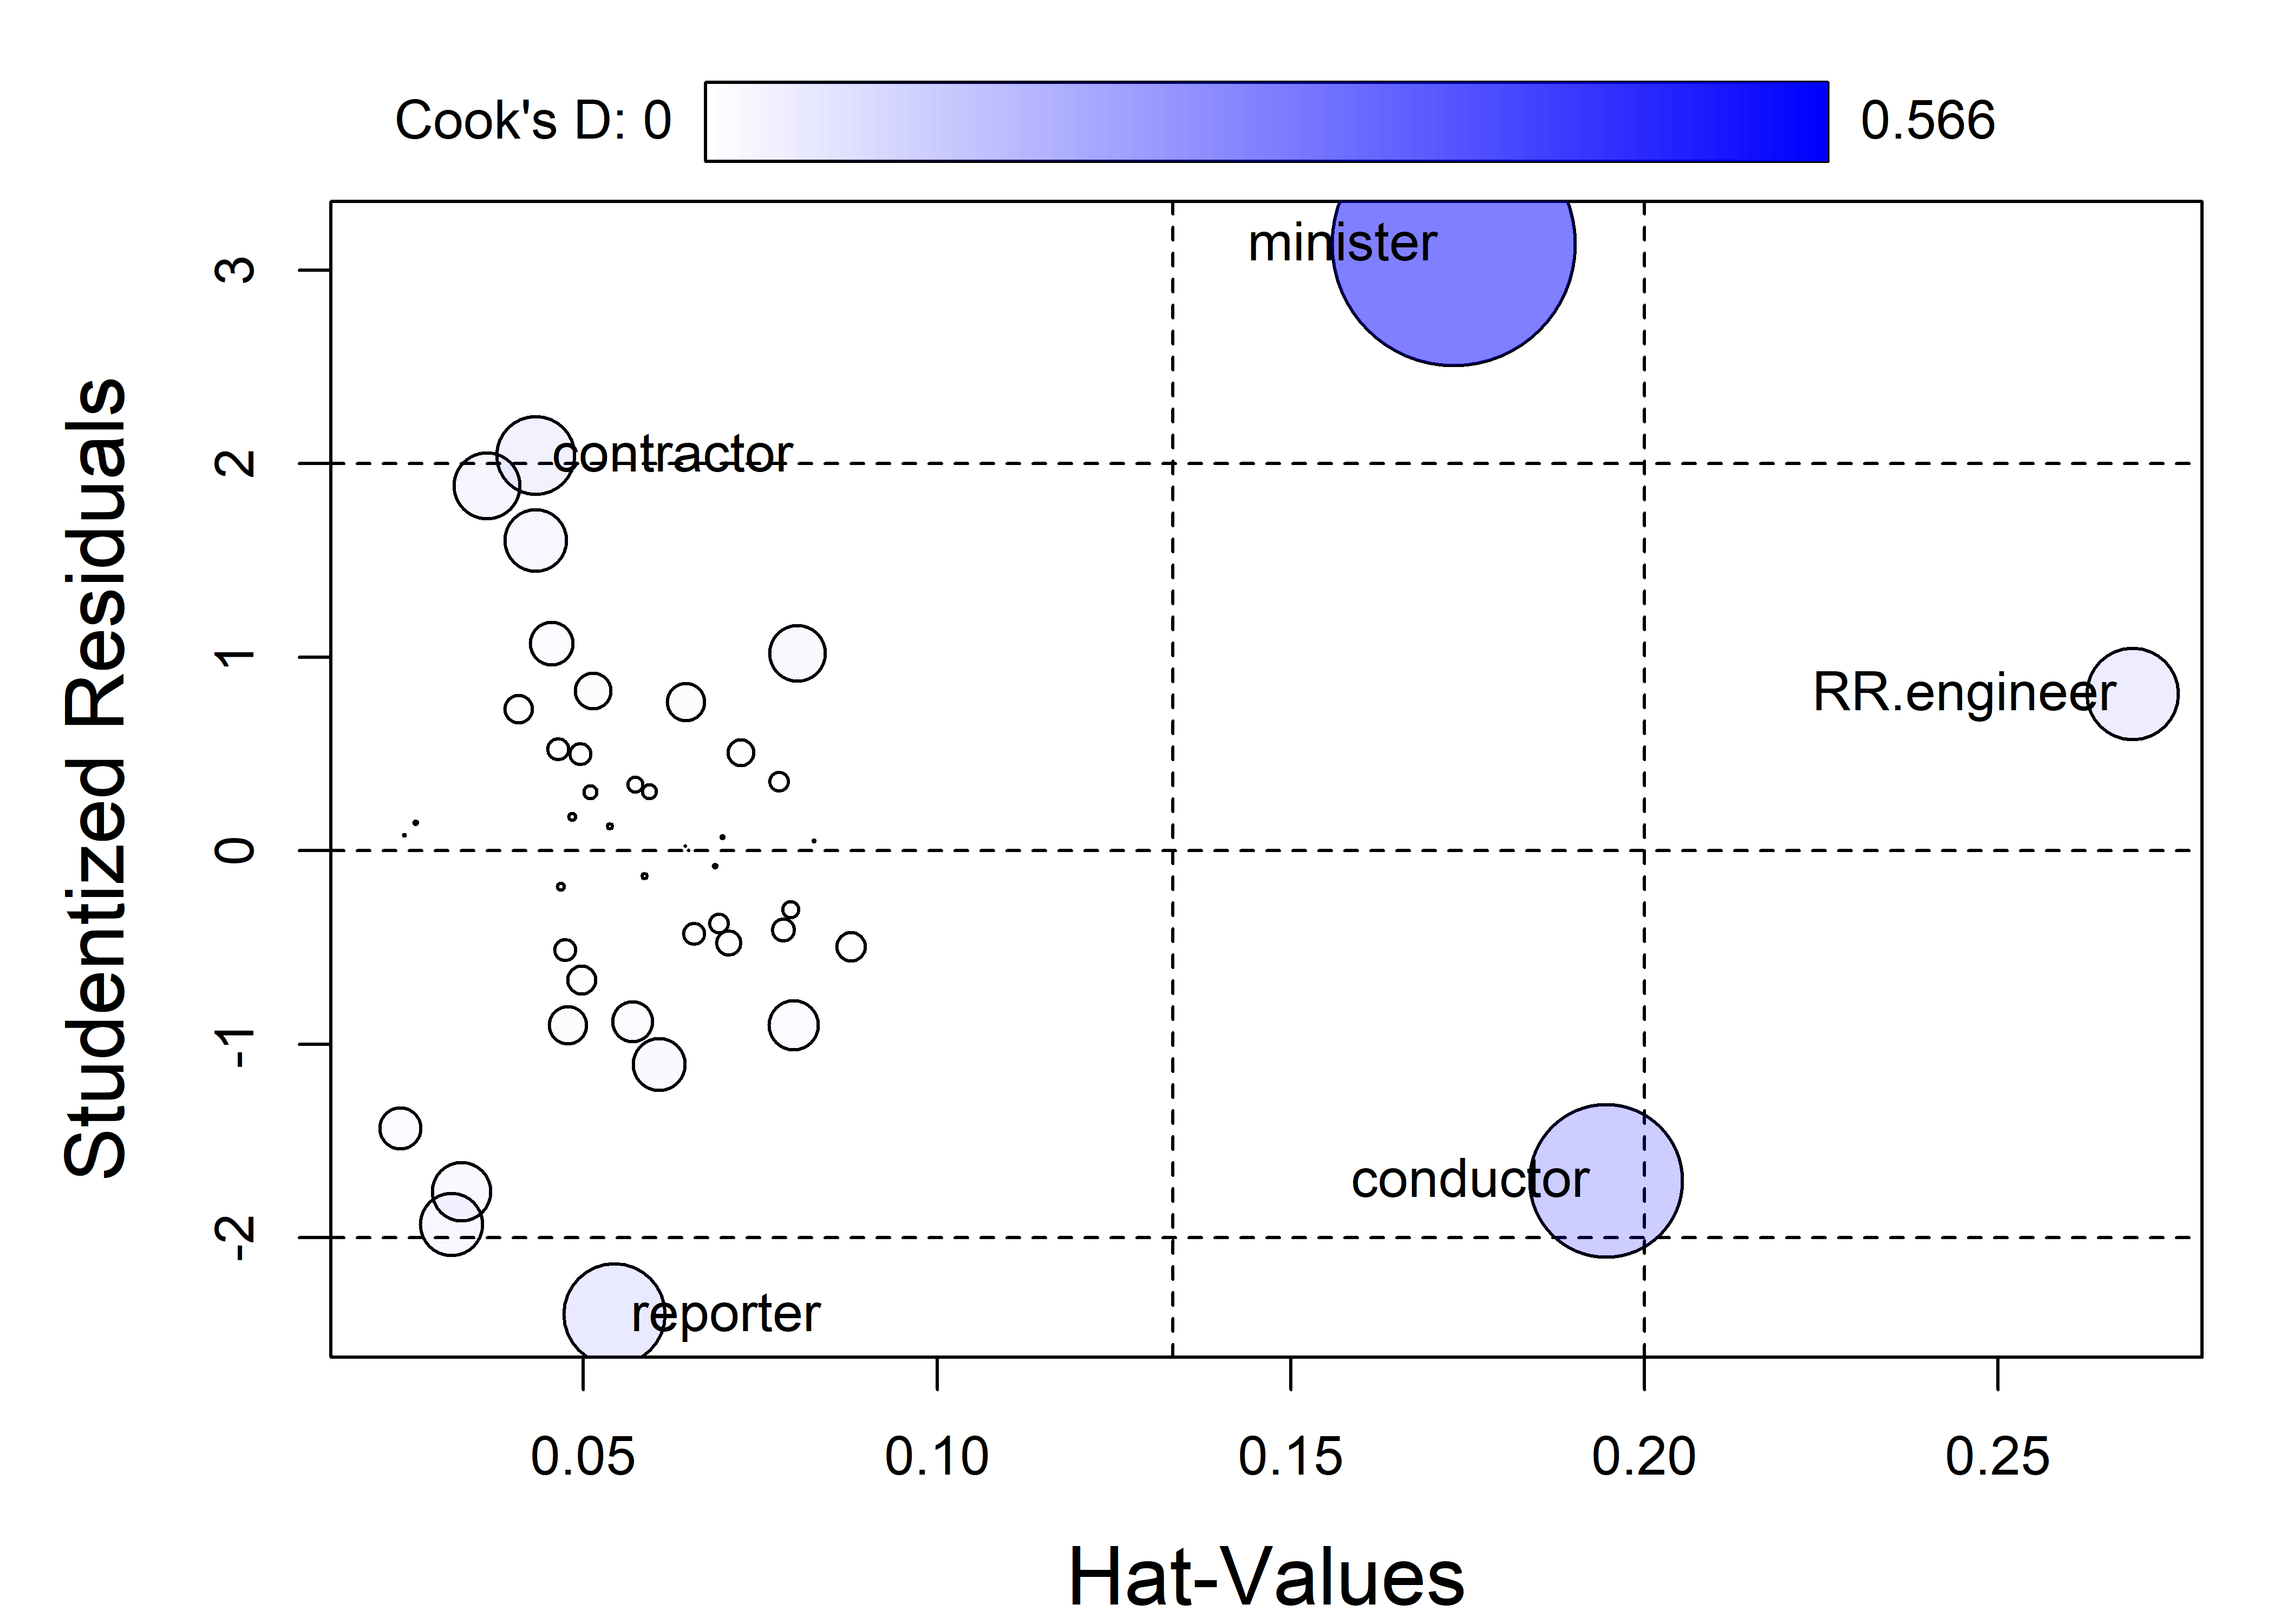 Cook's D: 0
0.566
Studentized Residuals
3
2
1
0
-1
-2
minister
contractor
RR.engineer
conductor
reporter
0.05 0.10 0.15 0.20 0.25
Hat-Values